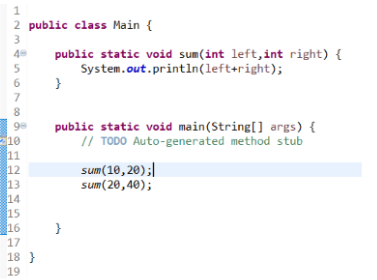 1
2 public class Main {
3
4 public static void sum(int left,int right) {
5 System.out.println(left+right);
6 }
7
8
9 public static void main(String[] args) {
10 // TODO Auto-generated method stub
11
12 sum(10,20);
13 sum(20,40);
14
15
16 }
17
18 }
19